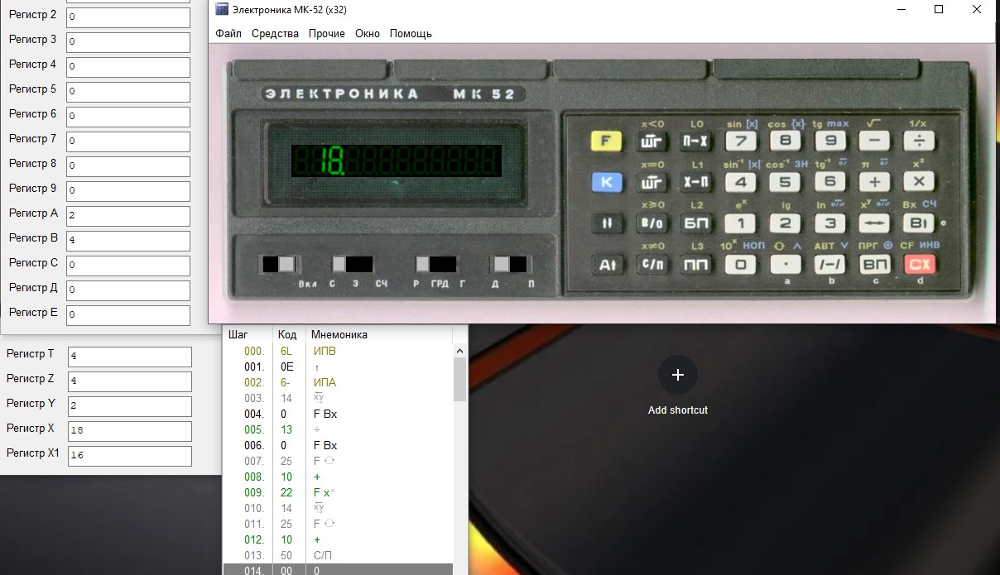 Регистр 2 0
Регистр 3 0
Регистр 4 0
Регистр 5 0
Регистр 6 0
Регистр 7 0
Регистр 8 0
Регистр 9 0
Регистр A 2
Регистр B 4
Регистр C 0
Регистр Д 0
Регистр E 0
Регистр T 4
Регистр Z 4
Регистр Y 2
Регистр X 18
Регистр X1 16
Электроника МК-52 (x32)
Файл Средства Прочие Окно Помощь
ЭЛЕКТРОНИКА МК 52
18.
Вкл С Э СЧ Р ГРД Г Д П
x<0 L0 sin [x] cos {x} tg max √ 1/x
F ШГ П→X 7 8 9 − ÷
x=0 L1 sin⁻¹ |x| cos⁻¹ ЗН tg⁻¹ π x²
K ШГ X→П 4 5 6 + ×
x≥0 L2 eˣ lg ln xʸ Вх СЧ
↑↓ В/О БП 1 2 3 ↔ В↑ e
x≠0 L3 10ˣ НОП ∧ АВТ ∨ ПРГ ⊕ CF ИНВ
А↑ С/П ПП 0 · /−/ ВП CX
a b c d
Шаг Код Мнемоника
000. 6L ИПВ
001. 0E ↑
002. 6- ИПА
003. 14 xy
004. 0 F Вх
005. 13 ÷
006. 0 F Вх
007. 25 F
008. 10 +
009. 22 F x²
010. 14 xy
011. 25 F
012. 10 +
013. 50 С/П
014. 00 0
Add shortcut